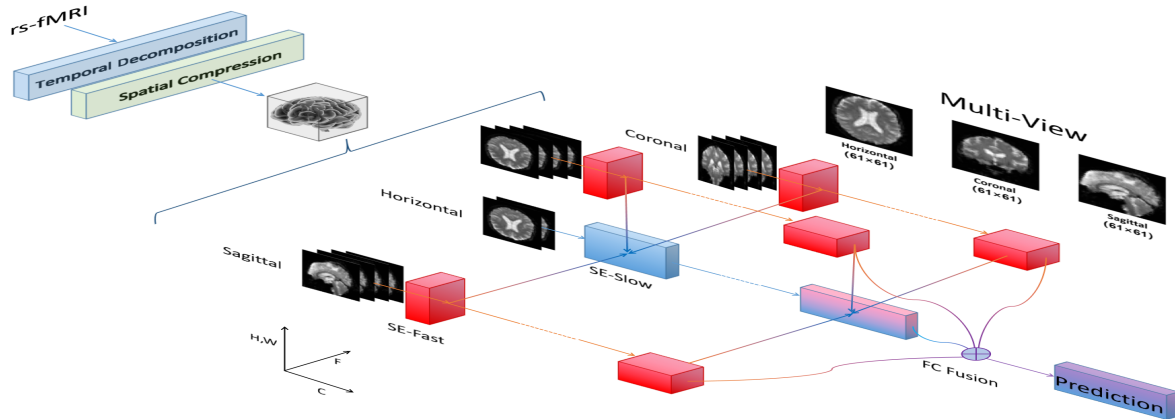 rs-fMRI
Temporal Decomposition
Spatial Compression
Multi-View
Horizontal
(61×61)
Coronal
(61×61)
Sagittal
(61×61)
Coronal
Horizontal
Sagittal
SE-Slow
SE-Fast
H,W
F
C
FC Fusion
Prediction